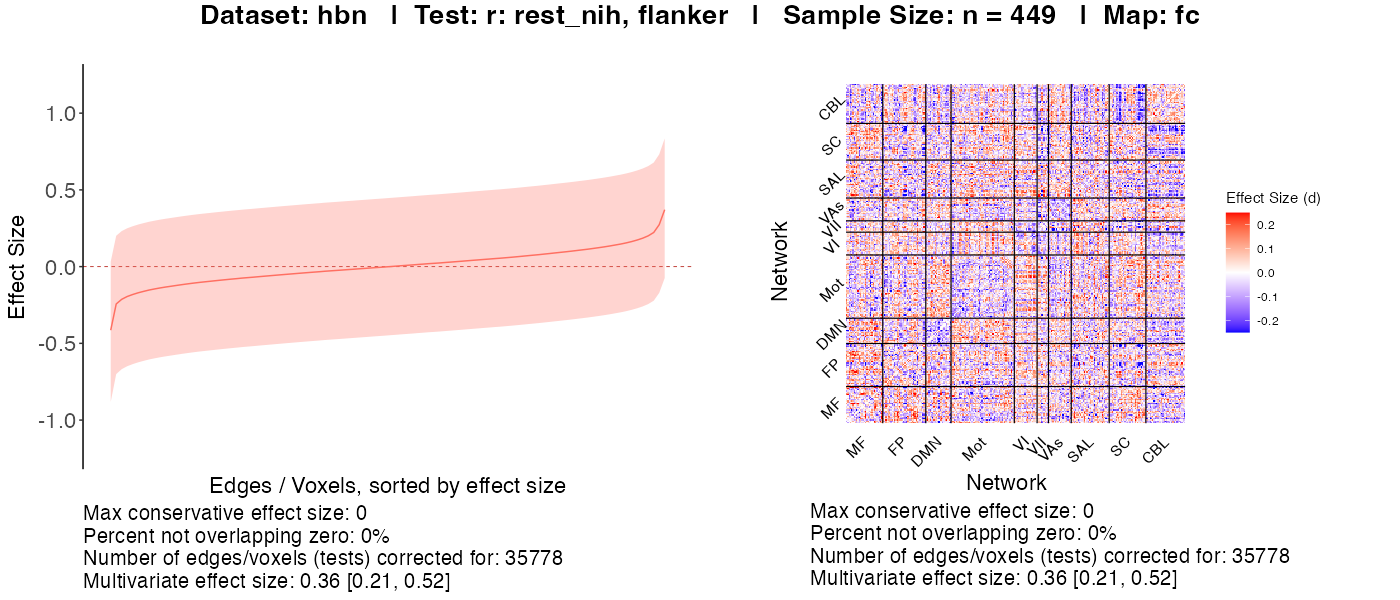 Dataset: hbn | Test: r: rest_nih, flanker | Sample Size: n = 449 | Map: fc
Effect Size
1.0
0.5
0.0
-0.5
-1.0
Edges / Voxels, sorted by effect size
Max conservative effect size: 0
Percent not overlapping zero: 0%
Number of edges/voxels (tests) corrected for: 35778
Multivariate effect size: 0.36 [0.21, 0.52]
Network
CBL
SC
SAL
VAs
VII
VI
Mot
DMN
FP
MF
MF
FP
DMN
Mot
VI
VII
VAs
SAL
SC
CBL
Network
Effect Size (d)
0.2
0.1
0.0
-0.1
-0.2
Max conservative effect size: 0
Percent not overlapping zero: 0%
Number of edges/voxels (tests) corrected for: 35778
Multivariate effect size: 0.36 [0.21, 0.52]